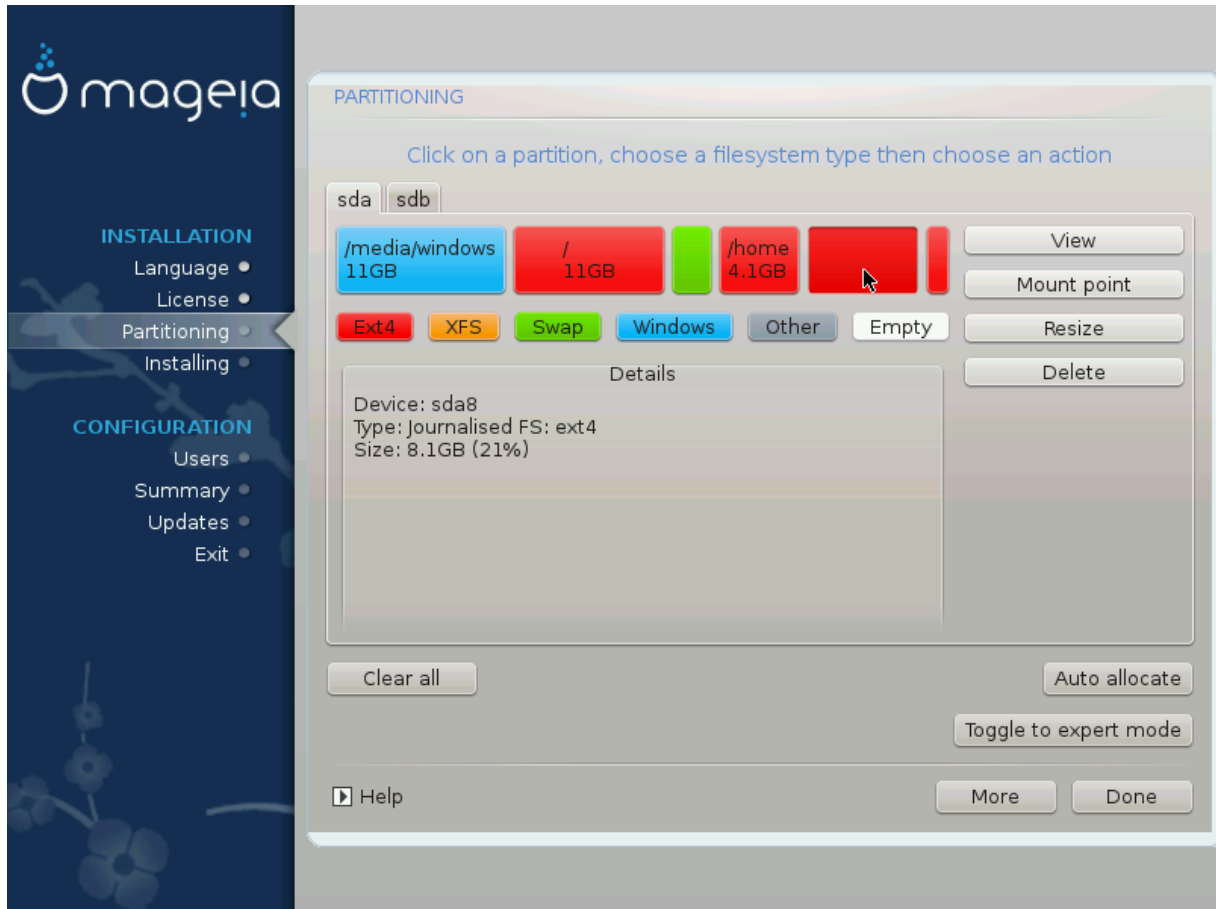 mageia
PARTITIONING
Click on a partition, choose a filesystem type then choose an action
sda sdb
INSTALLATION
Language
License
Partitioning
Installing
CONFIGURATION
Users
Summary
Updates
Exit
/media/windows
11GB
/
11GB
/home
4.1GB
View
Mount point
Resize
Delete
Ext4 XFS Swap Windows Other Empty
Details
Device: sda8
Type: Journalised FS: ext4
Size: 8.1GB (21%)
Clear all
Auto allocate
Toggle to expert mode
Help
More
Done